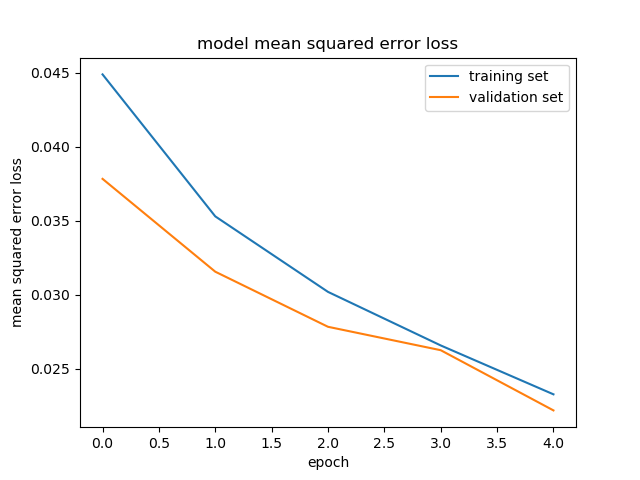 model mean squared error loss
training set
validation set
0.045
0.040
0.035
0.030
0.025
mean squared error loss
0.0 0.5 1.0 1.5 2.0 2.5 3.0 3.5 4.0
epoch